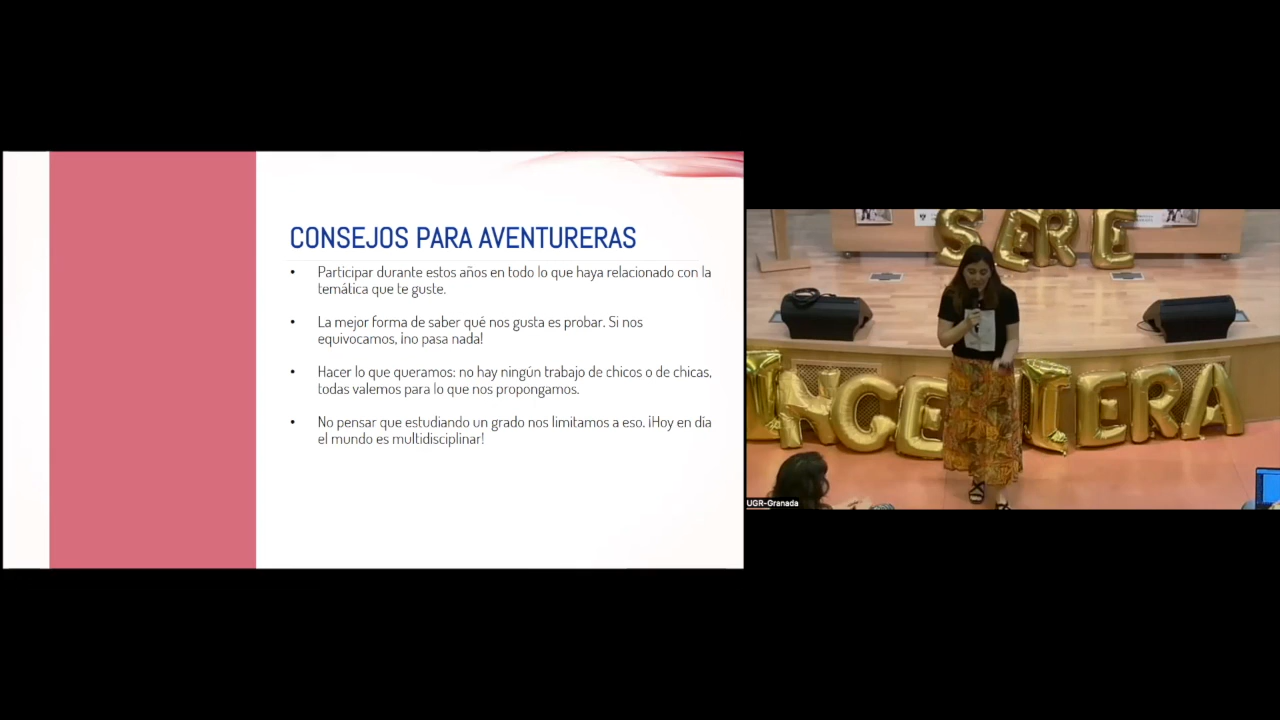 CONSEJOS PARA AVENTURERAS
• Participar durante estos años en todo lo que haya relacionado con la
temática que te guste.
• La mejor forma de saber qué nos gusta es probar. Si nos
equivocamos, ¡no pasa nada!
• Hacer lo que queramos: no hay ningún trabajo de chicos o de chicas,
todas valemos para lo que nos propongamos.
• No pensar que estudiando un grado nos limitamos a eso. ¡Hoy en día
el mundo es multidisciplinar!
SERE
INGE IERA
UGR-Granada